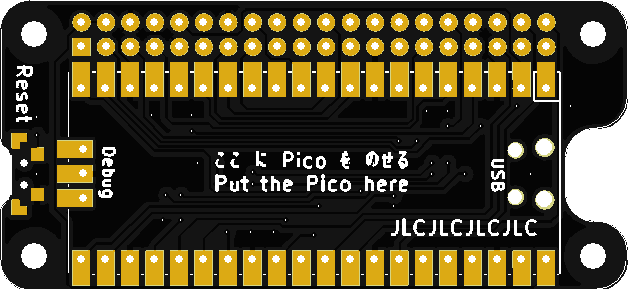 Reset
Debug
ここ に Pico を のせる
Put the Pico here
USB
JLCJLCJLCJLC